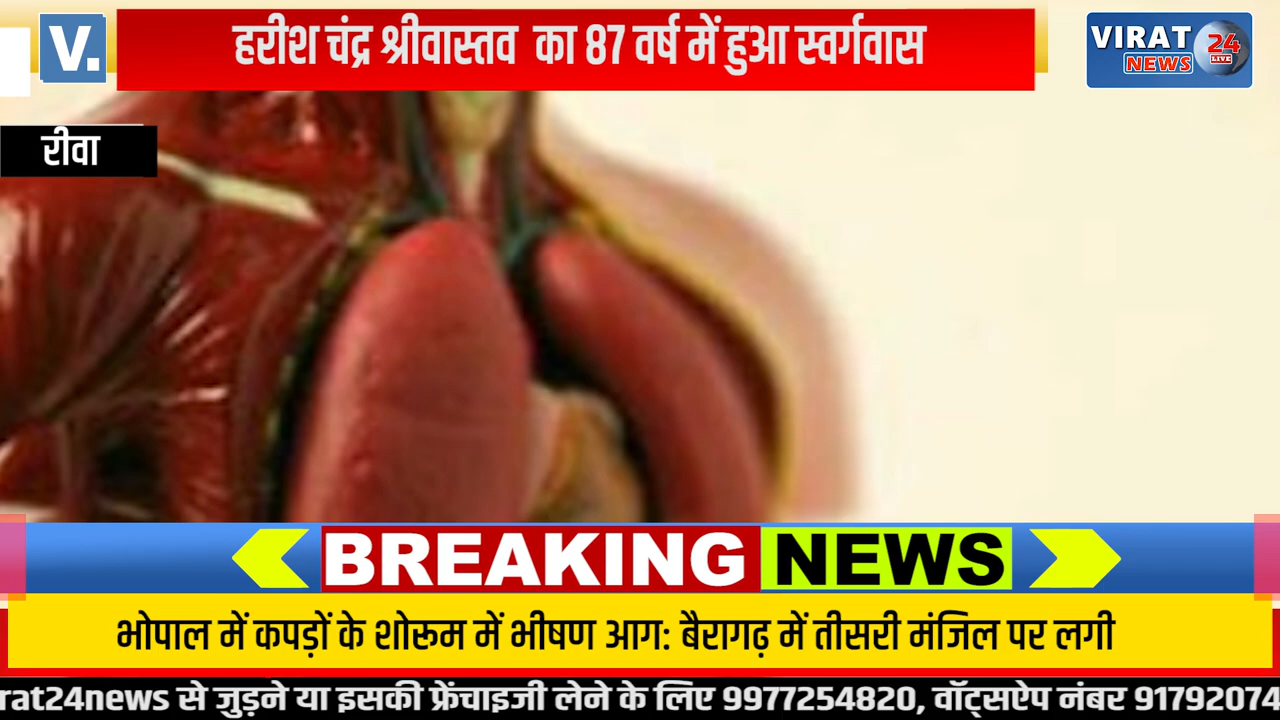 V.
हरीश चंद्र श्रीवास्तव का 87 वर्ष में हुआ स्वर्गवास
VIRAT
NEWS
24
LIVE
रीवा
BREAKING NEWS
भोपाल में कपड़ों के शोरूम में भीषण आग: बैरागढ़ में तीसरी मंजिल पर लगी
rat24news से जुड़ने या इसकी फ्रेंचाइजी लेने के लिए 9977254820, वॉट्सऐप नंबर 91792074